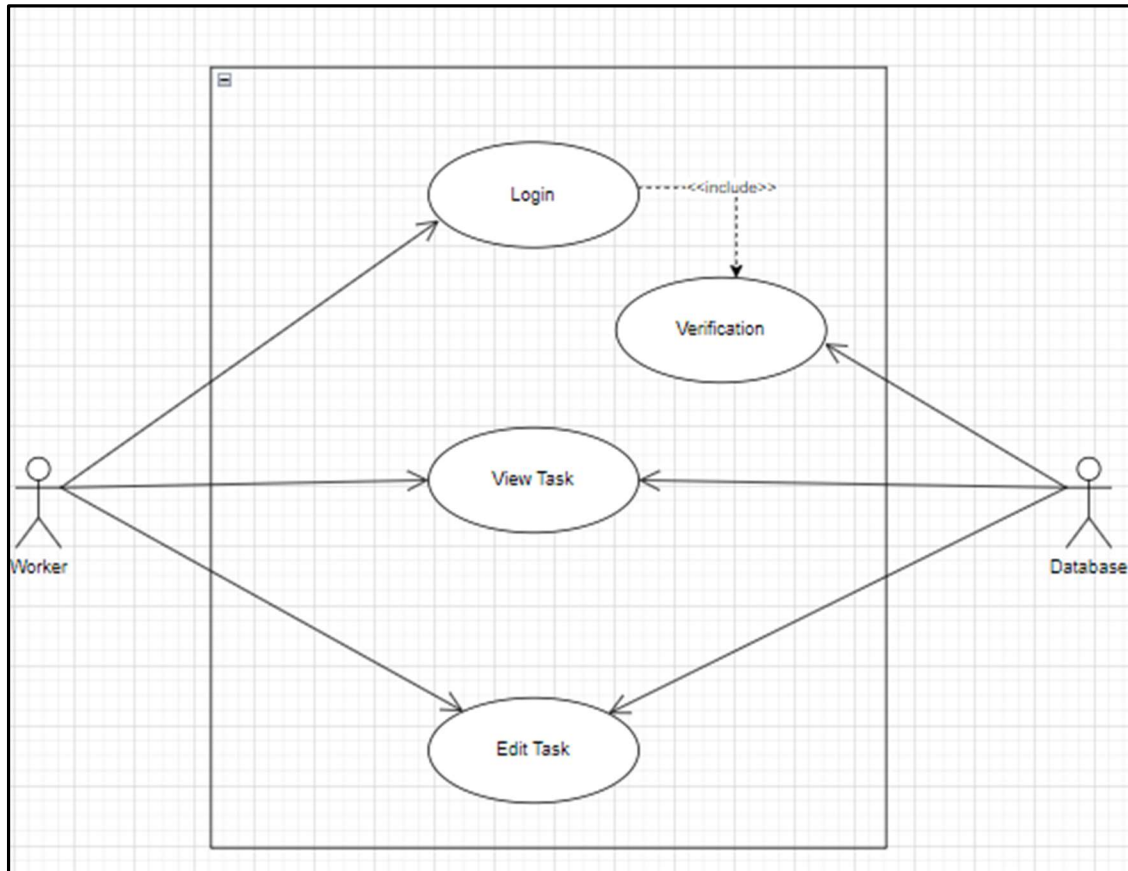 Login
<<include>>
Verification
View Task
Worker
Database
Edit Task